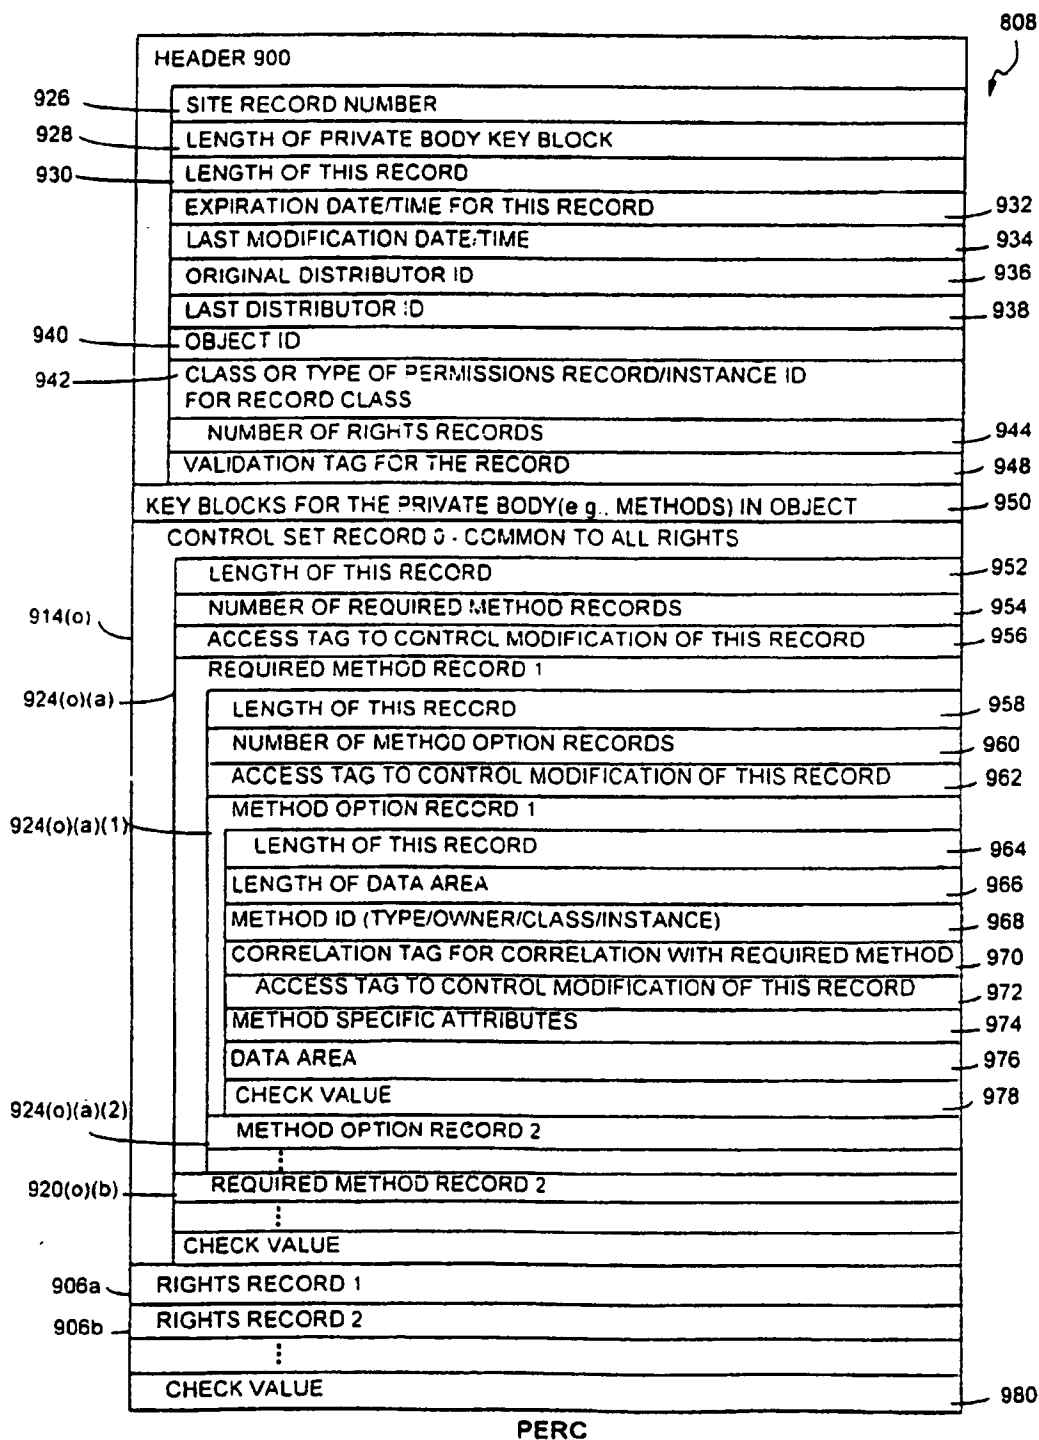 808
HEADER 900
926 SITE RECORD NUMBER
928 LENGTH OF PRIVATE BODY KEY BLOCK
930 LENGTH OF THIS RECORD
EXPIRATION DATE/TIME FOR THIS RECORD 932
LAST MODIFICATION DATE/TIME 934
ORIGINAL DISTRIBUTOR ID 936
LAST DISTRIBUTOR ID 938
940 OBJECT ID
942 CLASS OR TYPE OF PERMISSIONS RECORD/INSTANCE ID
FOR RECORD CLASS
NUMBER OF RIGHTS RECORDS 944
VALIDATION TAG FOR THE RECORD 948
KEY BLOCKS FOR THE PRIVATE BODY(e g., METHODS) IN OBJECT 950
CONTROL SET RECORD 0 - COMMON TO ALL RIGHTS
LENGTH OF THIS RECORD 952
914(o) NUMBER OF REQUIRED METHOD RECORDS 954
ACCESS TAG TO CONTROL MODIFICATION OF THIS RECORD 956
REQUIRED METHOD RECORD 1
924(o)(a) LENGTH OF THIS RECORD 958
NUMBER OF METHOD OPTION RECORDS 960
ACCESS TAG TO CONTROL MODIFICATION OF THIS RECORD 962
924(o)(a)(1) METHOD OPTION RECORD 1
LENGTH OF THIS RECORD 964
LENGTH OF DATA AREA 966
METHOD ID (TYPE/OWNER/CLASS/INSTANCE) 968
CORRELATION TAG FOR CORRELATION WITH REQUIRED METHOD 970
ACCESS TAG TO CONTROL MODIFICATION OF THIS RECORD 972
METHOD SPECIFIC ATTRIBUTES 974
DATA AREA 976
CHECK VALUE 978
924(o)(a)(2) METHOD OPTION RECORD 2
920(o)(b) REQUIRED METHOD RECORD 2
CHECK VALUE
906a RIGHTS RECORD 1
906b RIGHTS RECORD 2
CHECK VALUE 980
PERC